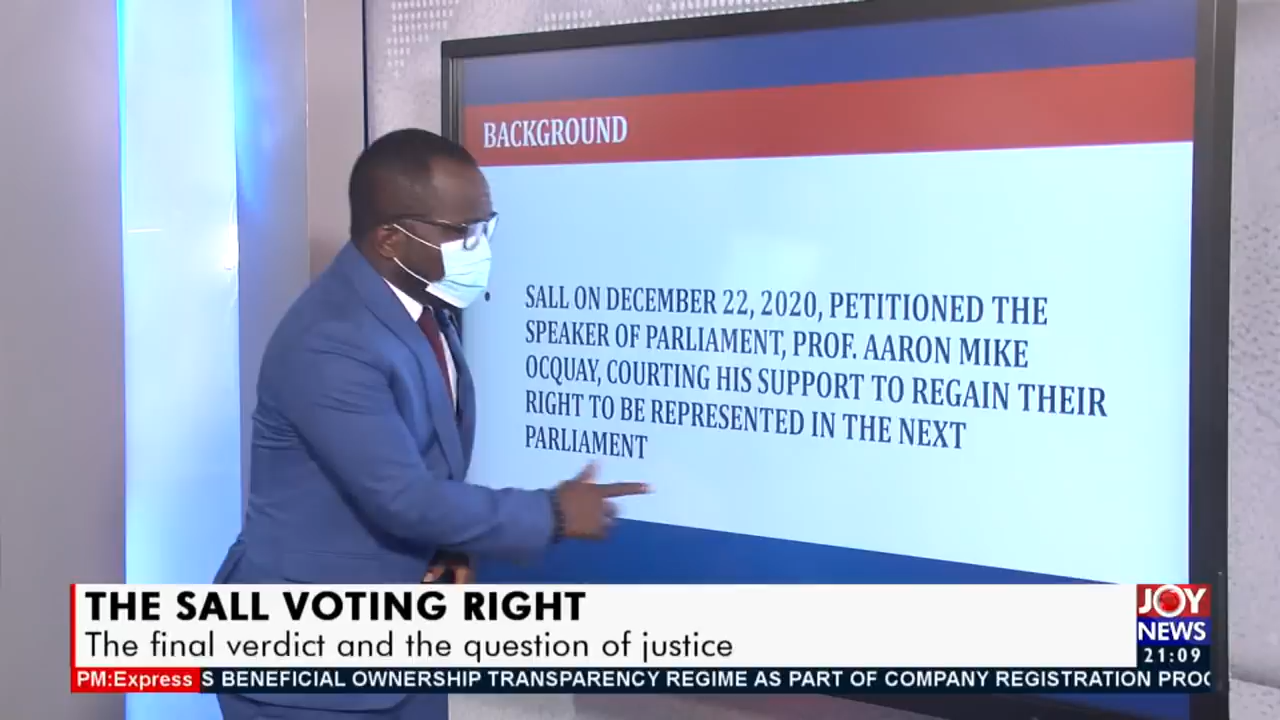 BACKGROUND
SALL ON DECEMBER 22, 2020, PETITIONED THE
SPEAKER OF PARLIAMENT, PROF. AARON MIKE
OCQUAY, COURTING HIS SUPPORT TO REGAIN THEIR
RIGHT TO BE REPRESENTED IN THE NEXT
PARLIAMENT
THE SALL VOTING RIGHT
The final verdict and the question of justice
JOY
NEWS
21:09
PM:Express S BENEFICIAL OWNERSHIP TRANSPARENCY REGIME AS PART OF COMPANY REGISTRATION PROC